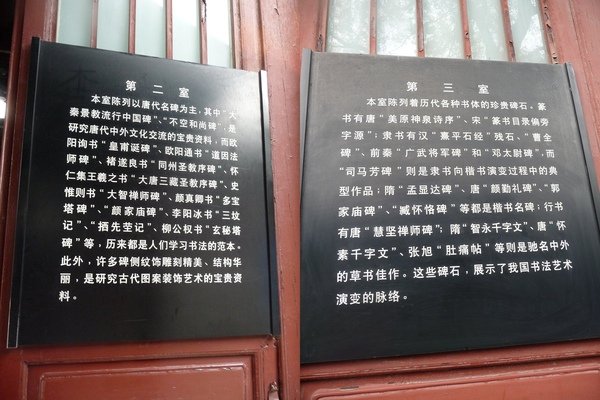 第二室
本室陈列以唐代名碑为主，其中“大
秦景教流行中国碑”、“不空和尚碑”，是
研究唐代中外文化交流的宝贵资料，而欧
阳询书“皇甫诞碑”、欧阳通书“道因法
师碑”、褚遂良书“同州圣教序碑”、怀
仁集王羲之书“大唐三藏圣教序碑”、史
惟则书“大智禅师碑”、颜真卿书“多宝
塔碑”、“颜家庙碑”、李阳冰书“三坟
记”、“拪先茔记”、柳公权书“玄秘塔
碑”等，历来都是人们学习书法的范本。
此外，许多碑侧纹饰雕刻精美、结构华
丽，是研究古代图案装饰艺术的宝贵资
料。
第三室
本室陈列着历代各种书体的珍贵碑石。篆
书有唐“美原神泉诗序”、宋“篆书目录偏旁
字源”；隶书有汉“熹平石经”残石、“曹全
碑”、前秦“广武将军碑”和“邓太尉碑”，而
“司马芳碑”则是隶书向楷书演变过程中的典
型作品；隋“孟显达碑”、唐“颜勤礼碑”、“郭
家庙碑”、“臧怀恪碑”等都是楷书名碑；行书
有唐“慧坚禅师碑”；隋“智永千字文”、唐“怀
素千字文”、张旭“肚痛帖”等则是驰名中外
的草书佳作。这些碑石，展示了我国书法艺术
演变的脉络。